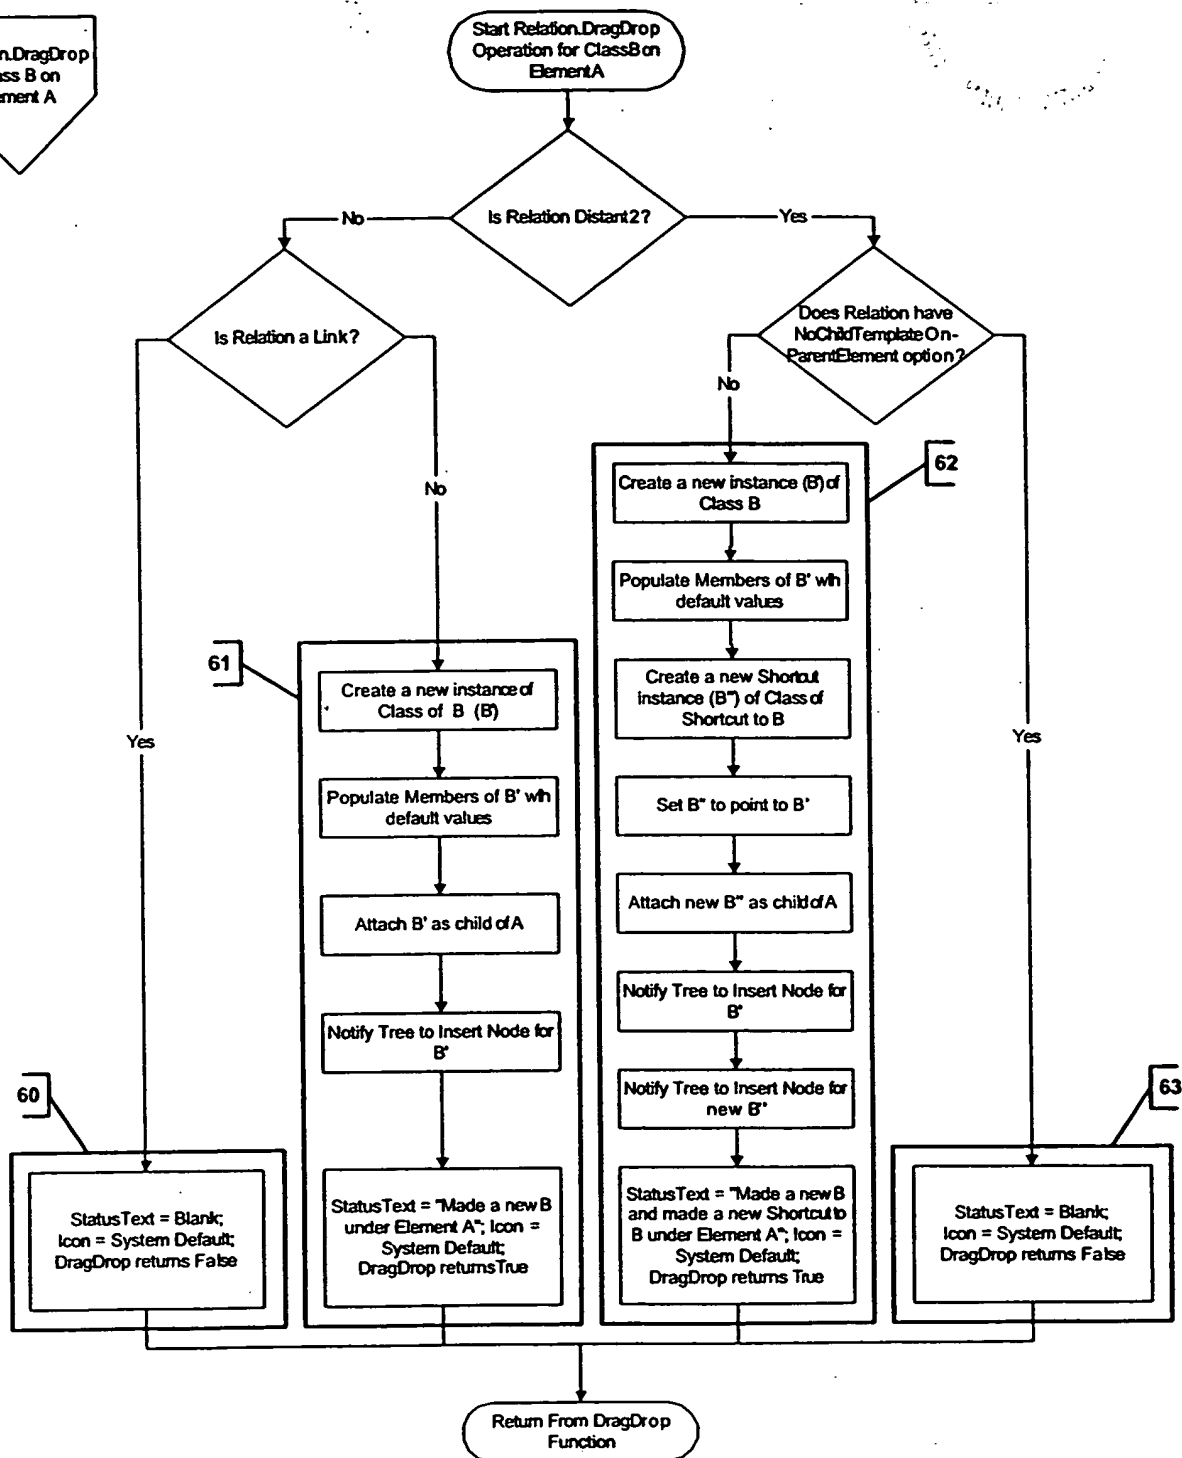 n.DragDrop
ass B on
ement A
Start Relation.DragDrop
Operation for Class B on
Element A
Is Relation Distant2?
No
Yes
Is Relation a Link?
Does Relation have
NoChildTemplateOn-
ParentElement option?
No
No
Yes
Yes
62
Create a new instance (B') of
Class B
Populate Members of B' wih
default values
Create a new Shortcut
instance (B'') of Class of
Shortcut to B
Set B'' to point to B'
Attach new B'' as child of A
Notify Tree to Insert Node for
B'
Notify Tree to Insert Node for
new B''
StatusText = "Made a new B
and made a new Shortcut to
B under Element A"; Icon =
System Default;
DragDrop returns True
61
Create a new instance of
Class of B (B')
Populate Members of B' wih
default values
Attach B' as child of A
Notify Tree to Insert Node for
B'
StatusText = "Made a new B
under Element A"; Icon =
System Default;
DragDrop returns True
60
StatusText = Blank;
Icon = System Default;
DragDrop returns False
63
StatusText = Blank;
Icon = System Default;
DragDrop returns False
Return From DragDrop
Function